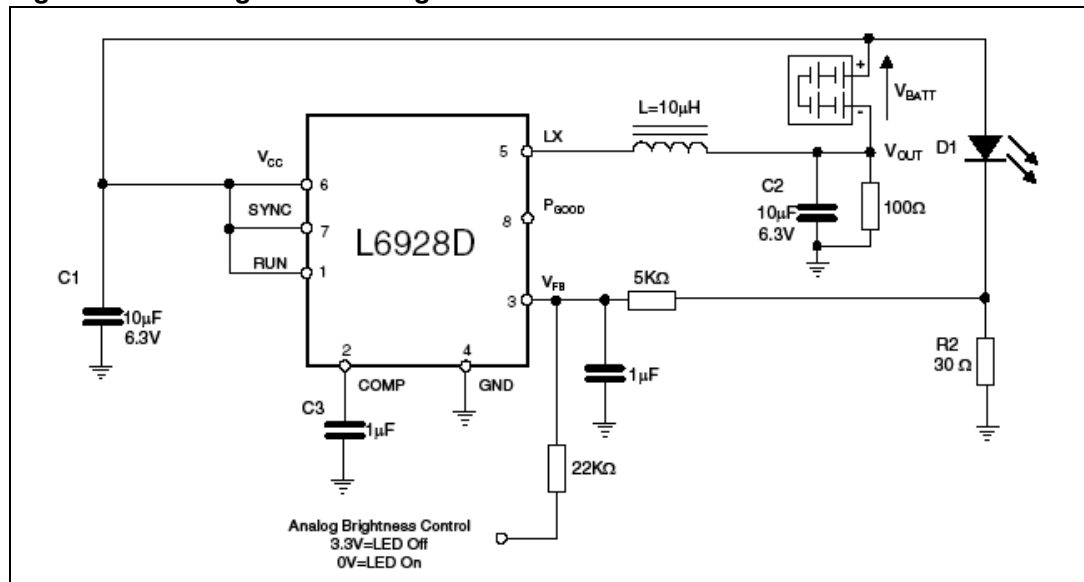 L=10µH
+
-
VBATT
LX
5
VOUT
D1
VCC
6
SYNC
7
RUN
1
L6928D
PGOOD
8
C2
10µF
6.3V
100Ω
C1
10µF
6.3V
VFB
3
5KΩ
R2
30 Ω
2
COMP
4
GND
1µF
C3
1µF
22KΩ
Analog Brightness Control
3.3V=LED Off
0V=LED On